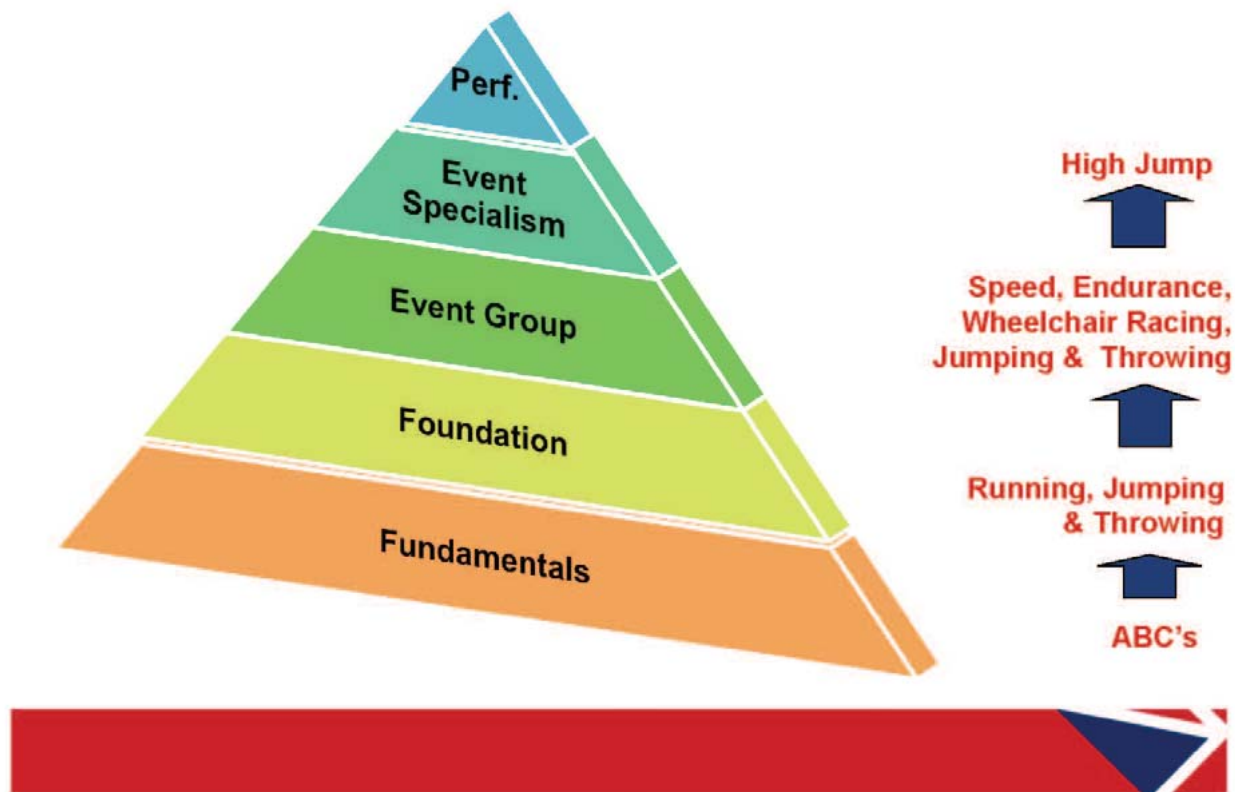 Perf.
Event
Specialism
Event Group
Foundation
Fundamentals
High Jump
Speed, Endurance,
Wheelchair Racing,
Jumping & Throwing
Running, Jumping
& Throwing
ABC's